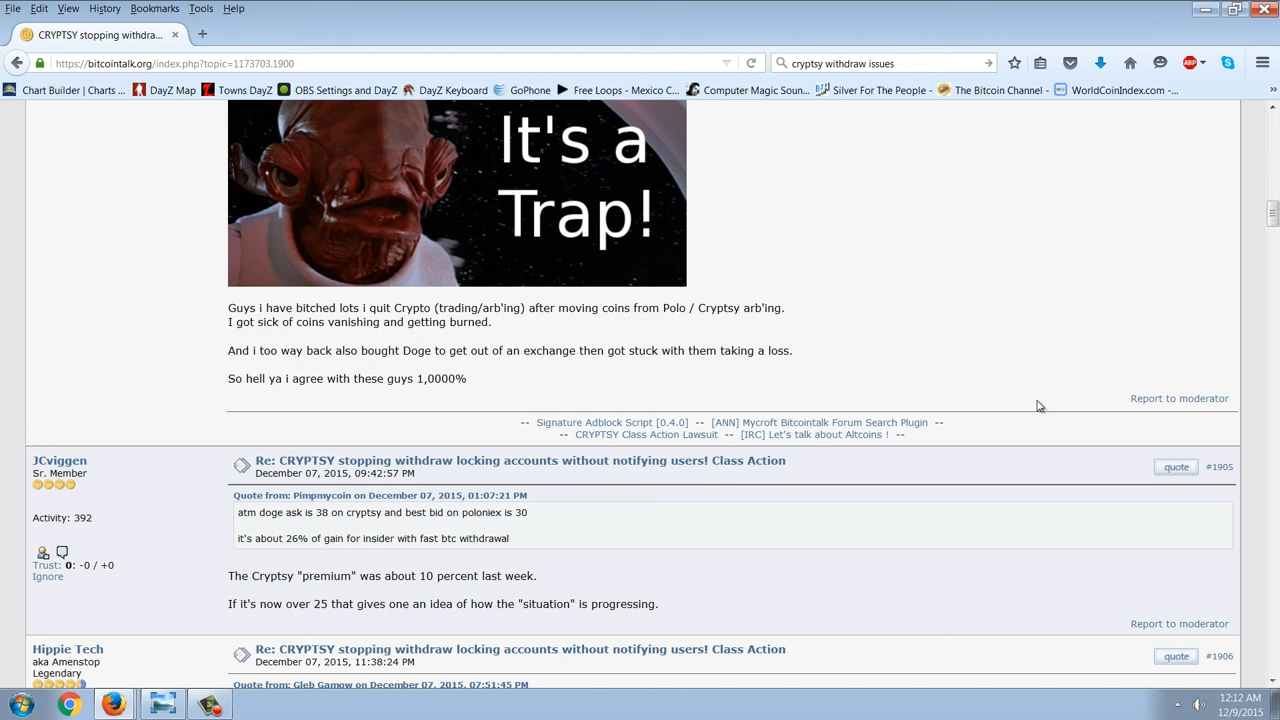 File Edit View History Bookmarks Tools Help
CRYPTSY stopping withdra...
https://bitcointalk.org/index.php?topic=1173703.1900
cryptsy withdraw issues
ABP
Chart Builder | Charts ... DayZ Map Towns DayZ OBS Settings and DayZ DayZ Keyboard GoPhone Free Loops - Mexico C... Computer Magic Soun... Silver For The People - The Bitcoin Channel - WorldCoinIndex.com -...
It's a
Trap!
Guys i have bitched lots i quit Crypto (trading/arb'ing) after moving coins from Polo / Cryptsy arb'ing.
I got sick of coins vanishing and getting burned.
And i too way back also bought Doge to get out of an exchange then got stuck with them taking a loss.
So hell ya i agree with these guys 1,0000%
Report to moderator
-- Signature Adblock Script [0.4.0] -- [ANN] Mycroft Bitcointalk Forum Search Plugin --
-- CRYPTSY Class Action Lawsuit -- [IRC] Let's talk about Altcoins ! --
JCviggen
Sr. Member
Activity: 392
Trust: 0: -0 / +0
Ignore
Re: CRYPTSY stopping withdraw locking accounts without notifying users! Class Action
December 07, 2015, 09:42:57 PM
quote #1905
Quote from: Pimpmycoin on December 07, 2015, 01:07:21 PM
atm doge ask is 38 on cryptsy and best bid on poloniex is 30
it's about 26% of gain for insider with fast btc withdrawal
The Cryptsy "premium" was about 10 percent last week.
If it's now over 25 that gives one an idea of how the "situation" is progressing.
Report to moderator
Hippie Tech
aka Amenstop
Legendary
Re: CRYPTSY stopping withdraw locking accounts without notifying users! Class Action
December 07, 2015, 11:38:24 PM
quote #1906
Quote from: Gleb Gamow on December 07, 2015, 07:51:45 PM
12:12 AM
12/9/2015